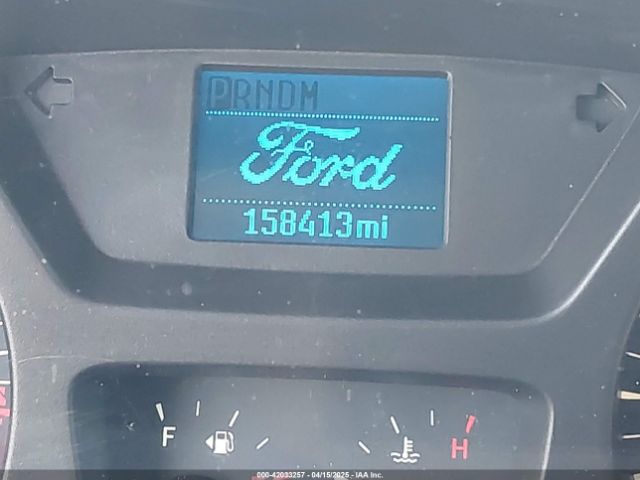 PRNDM
Ford
158413mi
F
H
000-42033257 - 04/15/2025 - IAA Inc.